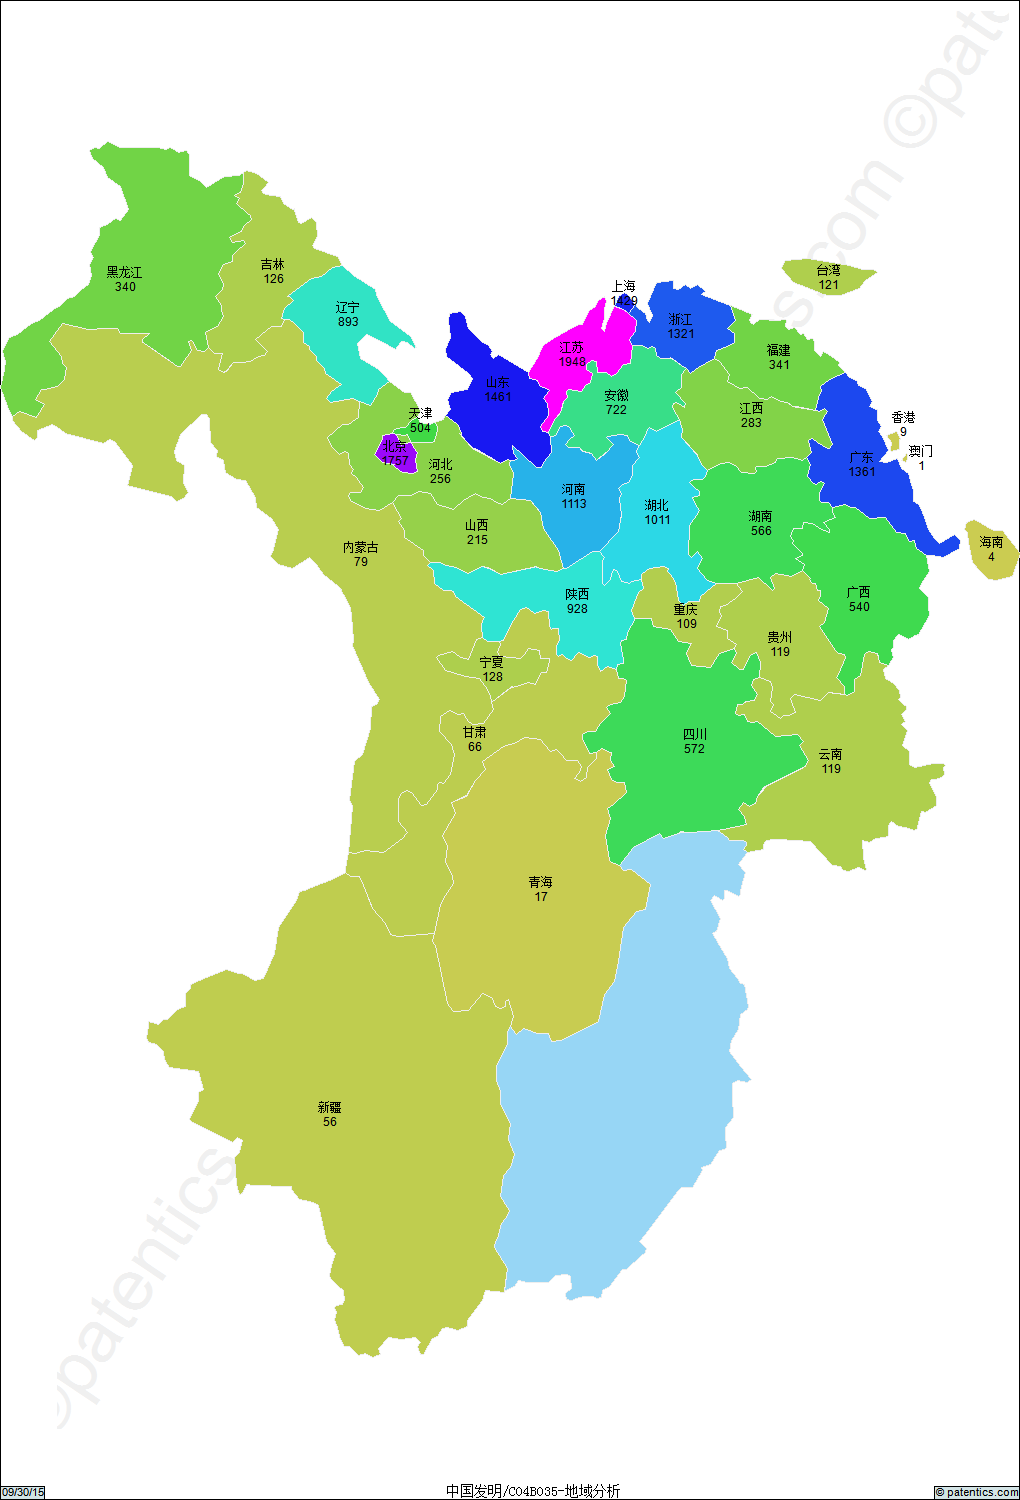 ©patentics.com ©patentics
黑龙江
340
吉林
126
辽宁
893
台湾
121
上海
1429
浙江
1321
江苏
1948
福建
341
山东
1461
安徽
722
江西
283
天津
504
香港
9
澳门
1
北京
1757
河北
256
广东
1361
河南
1113
湖北
1011
湖南
566
山西
215
内蒙古
79
海南
4
陕西
928
重庆
109
广西
540
贵州
119
宁夏
128
甘肃
66
四川
572
云南
119
青海
17
新疆
56
09/30/15
中国发明/C04B035-地域分析
© patentics.com